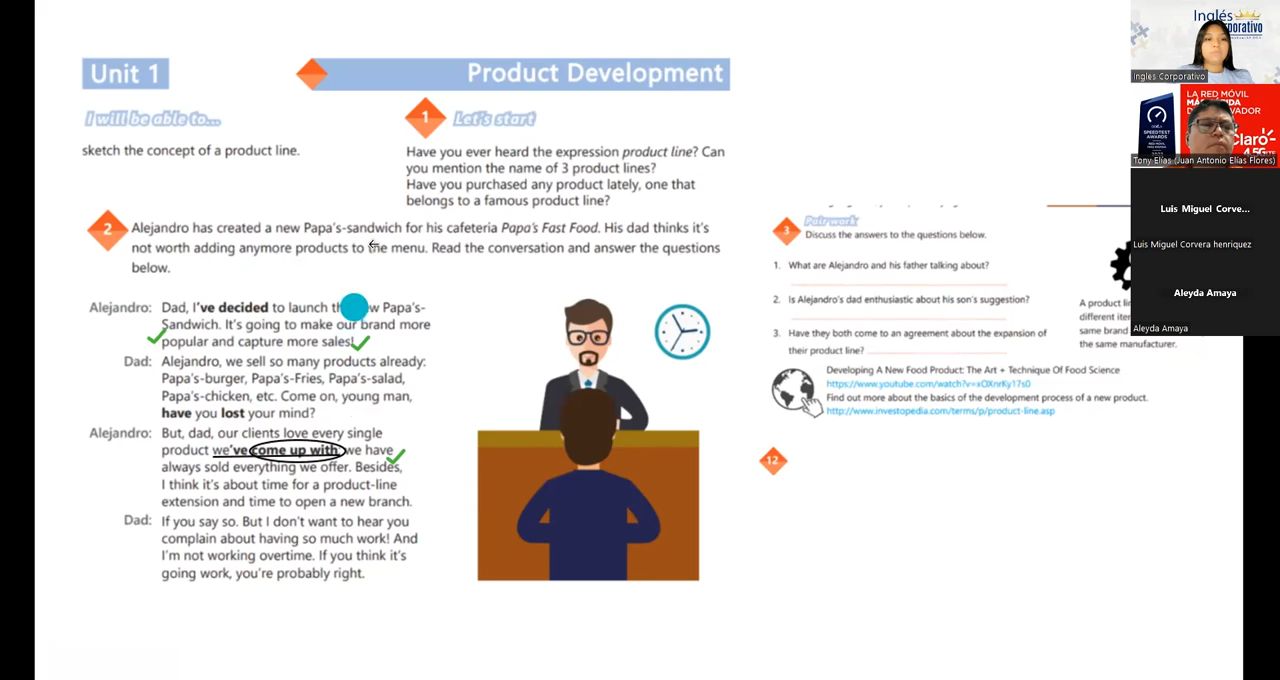 Unit 1
Product Development
I will be able to...
sketch the concept of a product line.
1
Let's start
Have you ever heard the expression product line? Can
you mention the name of 3 product lines?
Have you purchased any product lately, one that
belongs to a famous product line?
2
Alejandro has created a new Papa's-sandwich for his cafeteria Papa's Fast Food. His dad thinks it's
not worth adding anymore products to the menu. Read the conversation and answer the questions
below.
Alejandro: Dad, I've decided to launch w Papa's-
Sandwich. It's going to make our brand more
popular and capture more sales!
Dad: Alejandro, we sell so many products already:
Papa's-burger, Papa's-Fries, Papa's-salad,
Papa's-chicken, etc. Come on, young man,
have you lost your mind?
Alejandro: But, dad, our clients love every single
product we've come up with, we have
always sold everything we offer. Besides,
I think it's about time for a product-line
extension and time to open a new branch.
Dad: If you say so. But I don't want to hear you
complain about having so much work! And
I'm not working overtime. If you think it's
going work, you're probably right.
3
Pair work
Discuss the answers to the questions below.
1. What are Alejandro and his father talking about?
2. Is Alejandro's dad enthusiastic about his son's suggestion?
3. Have they both come to an agreement about the expansion of
their product line?
A product lin
different iter
same brand
the same manufacturer.
Developing A New Food Product: The Art + Technique Of Food Science
https://www.youtube.com/watch?v=xOXnrKy17s0
Find out more about the basics of the development process of a new product.
http://www.investopedia.com/terms/p/product-line.asp
12
Inglés
orporativo
Ingles Corporativo
LA RED MÓVIL
SPEEDTEST
AWARDS
Claro
4.5G
Tony Elías (Juan Antonio Elías Flores)
Luis Miguel Corve...
Luis Miguel Corvera henriquez
Aleyda Amaya
Aleyda Amaya